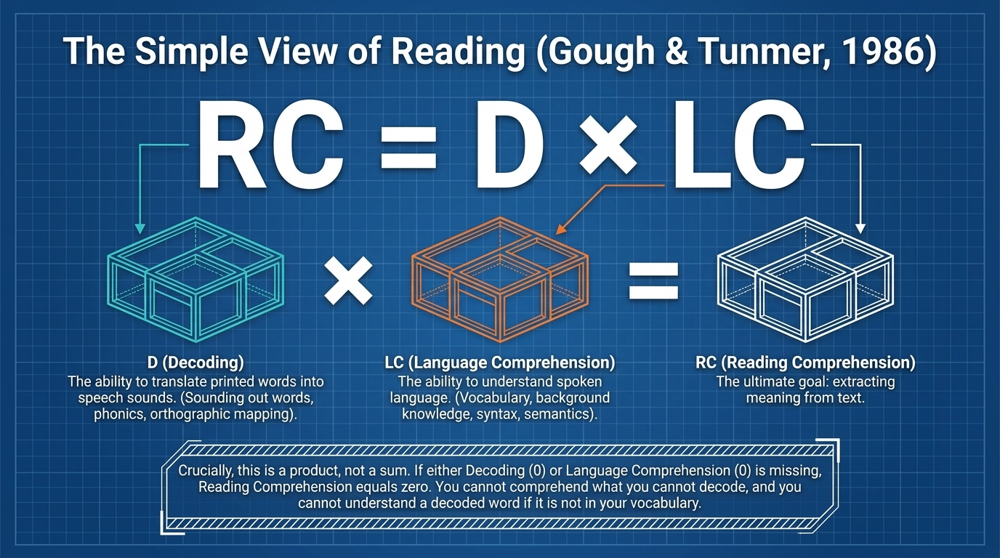 The Simple View of Reading (Gough & Tunmer, 1986)
RC = D × LC
×
=
D (Decoding)
The ability to translate printed words into
speech sounds. (Sounding out words,
phonics, orthographic mapping).
LC (Language Comprehension)
The ability to understand spoken
language. (Vocabulary, background
knowledge, syntax, semantics).
RC (Reading Comprehension)
The ultimate goal: extracting
meaning from text.
Crucially, this is a product, not a sum. If either Decoding (0) or Language Comprehension (0) is missing,
Reading Comprehension equals zero. You cannot comprehend what you cannot decode, and you
cannot understand a decoded word if it is not in your vocabulary.